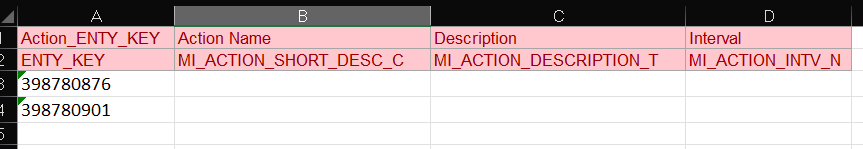 A B C D
1 Action_ENTY_KEY Action Name Description Interval
2 ENTY_KEY MI_ACTION_SHORT_DESC_C MI_ACTION_DESCRIPTION_T MI_ACTION_INTV_N
3 398780876
4 398780901
5